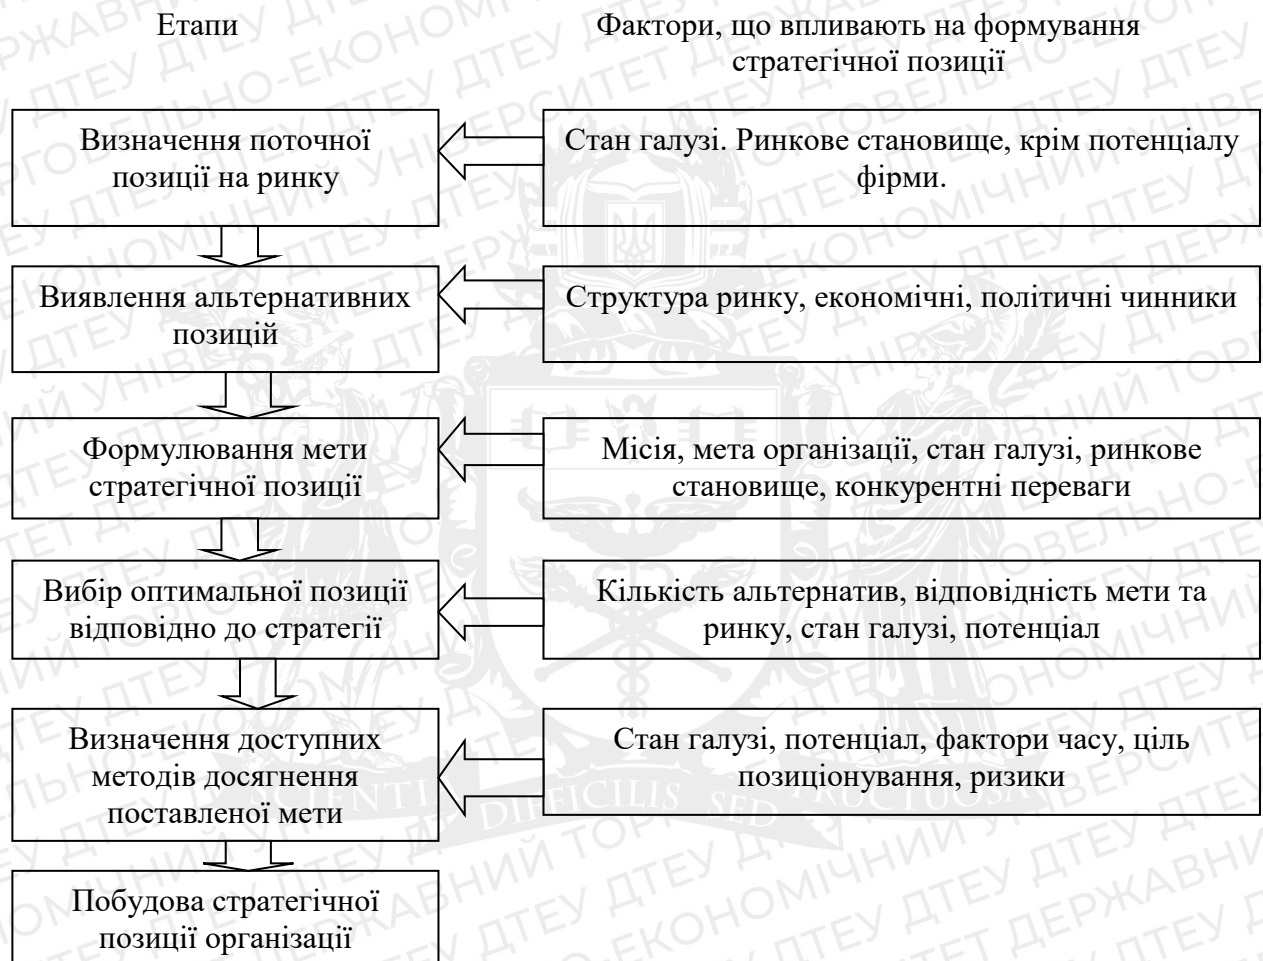 Етапи
Фактори, що впливають на формування
стратегічної позиції
Визначення поточної
позиції на ринку
Стан галузі. Ринкове становище, крім потенціалу
фірми.
Виявлення альтернативних
позицій
Структура ринку, економічні, політичні чинники
Формулювання мети
стратегічної позиції
Місія, мета організації, стан галузі, ринкове
становище, конкурентні переваги
Вибір оптимальної позиції
відповідно до стратегії
Кількість альтернатив, відповідність мети та
ринку, стан галузі, потенціал
Визначення доступних
методів досягнення
поставленої мети
Стан галузі, потенціал, фактори часу, ціль
позиціонування, ризики
Побудова стратегічної
позиції організації